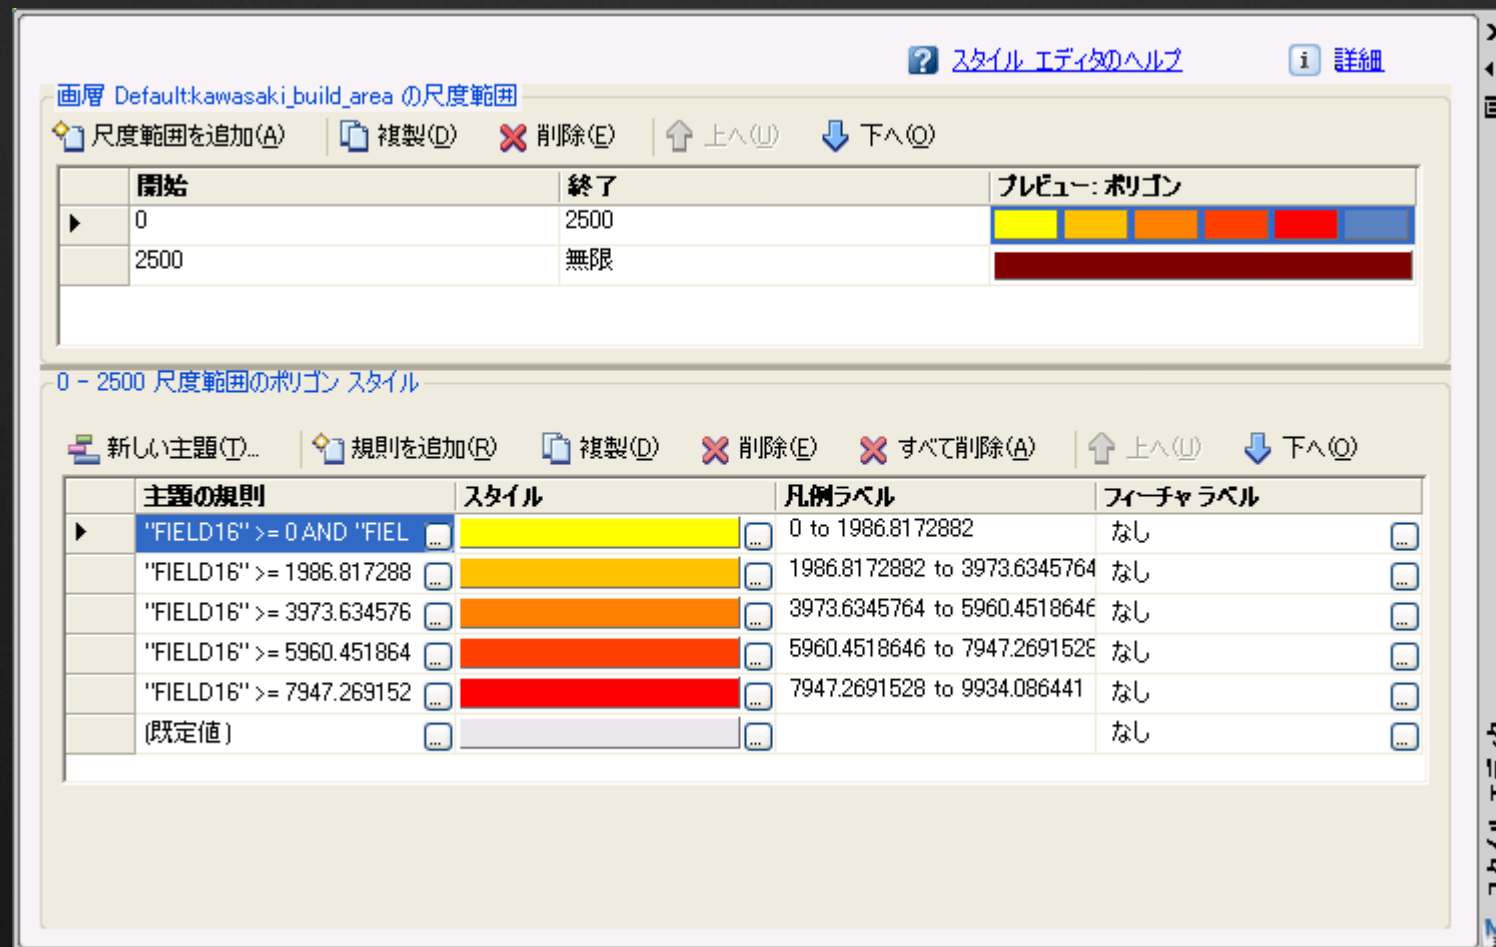 スタイル エディタのヘルプ 詳細
画層 Default:kawasaki_build_area の尺度範囲
尺度範囲を追加(A) 複製(D) 削除(E) 上へ(U) 下へ(O)
開始 終了 プレビュー: ポリゴン
0 2500
2500 無限
0 - 2500 尺度範囲のポリゴン スタイル
新しい主題(T)... 規則を追加(R) 複製(D) 削除(E) すべて削除(A) 上へ(U) 下へ(O)
主題の規則 スタイル 凡例ラベル フィーチャ ラベル
"FIELD16" >= 0 AND "FIEL ... ... 0 to 1986.8172882 なし ...
"FIELD16" >= 1986.817288 ... ... 1986.8172882 to 3973.6345764 なし ...
"FIELD16" >= 3973.634576 ... ... 3973.6345764 to 5960.4518646 なし ...
"FIELD16" >= 5960.451864 ... ... 5960.4518646 to 7947.2691528 なし ...
"FIELD16" >= 7947.269152 ... ... 7947.2691528 to 9934.086441 なし ...
(既定値) ... ... なし ...